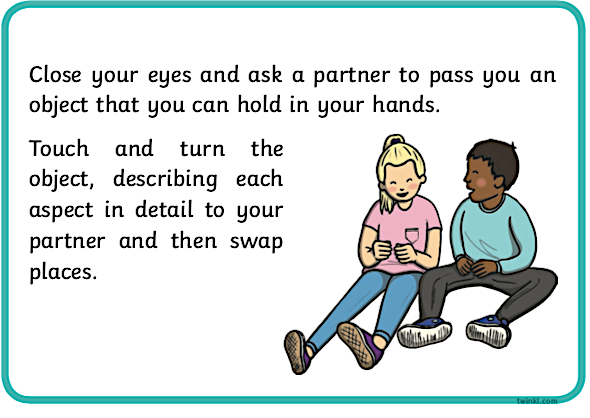 Close your eyes and ask a partner to pass you an
object that you can hold in your hands.
Touch and turn the
object, describing each
aspect in detail to your
partner and then swap
places.
twinkl.com